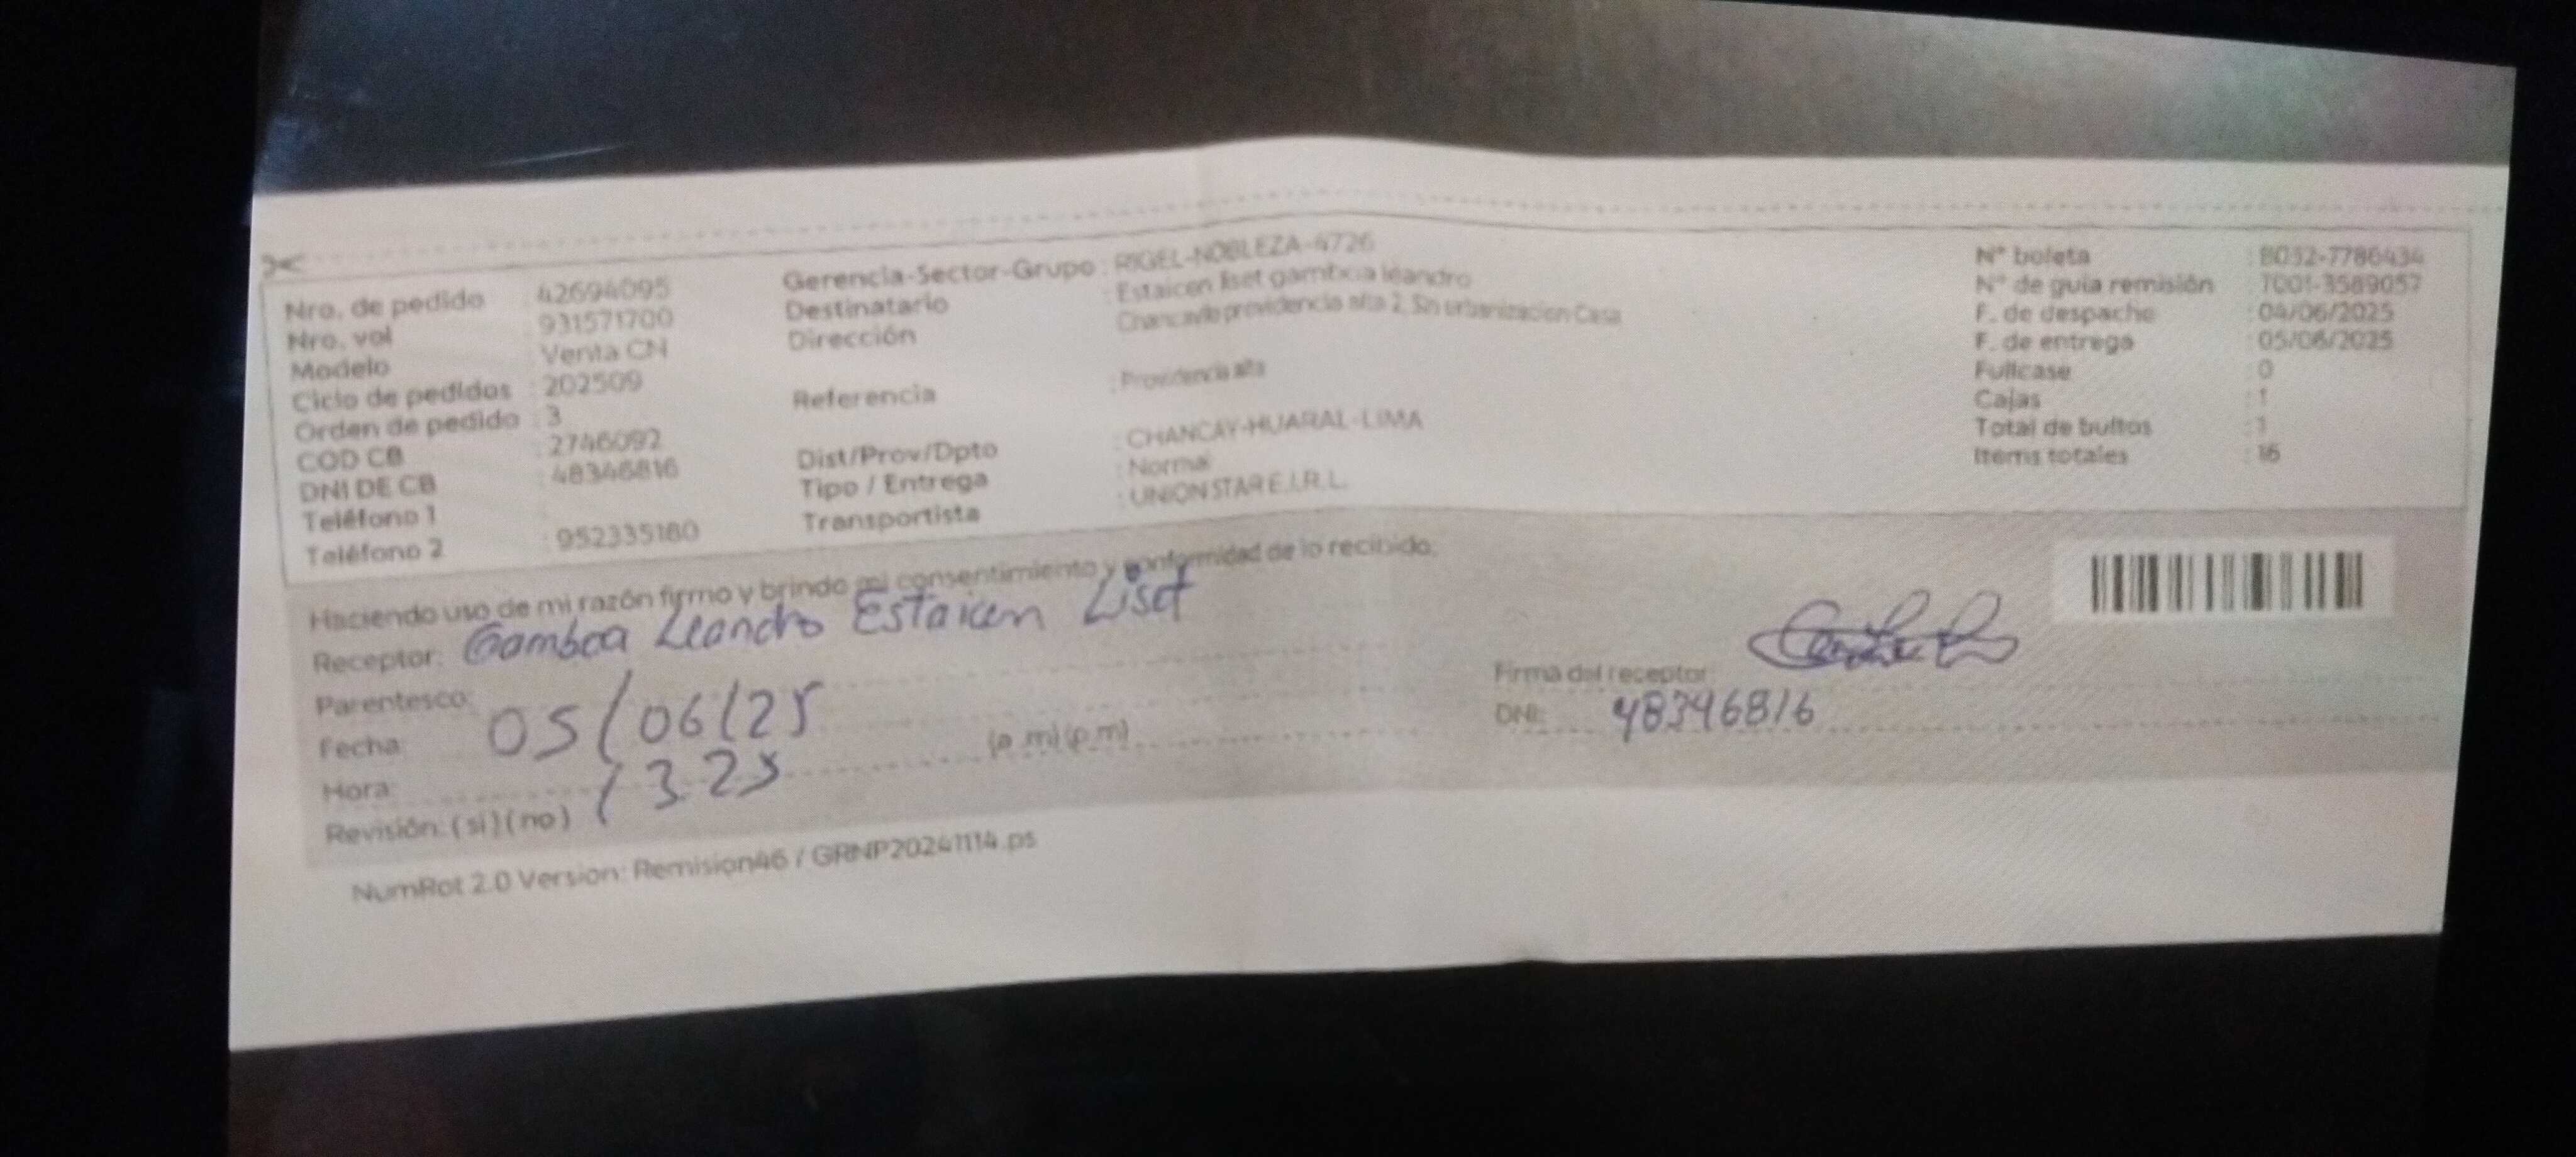 Nro. de pedido : 42694095
Nro. vol : 931571700
Modelo : Venta CN
Ciclo de pedidos : 202509
Orden de pedido : 3
COD CB : 2746092
DNI DE CB : 48346816
Teléfono 1
Teléfono 2 : 952335180
Gerencia-Sector-Grupo : RIGEL-NOBLEZA-4726
Destinatario : Estaicen liset gamboa leandro
Dirección : providencia alta 2, Sin urbanizacion Casa
Referencia : Providencia alta
Dist/Prov/Dpto : CHANCAY-HUARAL-LIMA
Tipo / Entrega : Normal
Transportista : UNION STAR E.I.R.L.
N° boleta : B032-7786434
N° de guia remisión : T001-3589057
F. de despacho : 04/06/2025
F. de entrega : 05/06/2025
Fullcase : 0
Cajas : 1
Total de bultos : 1
Items totales : 16
Haciendo uso de mi razón firmo y brindo mi consentimiento y conformidad de lo recibido:
Receptor: Gamboa Leandro Estaicen Liset
Parentesco:
Fecha: 05/06/25
Hora: 13.25 (a.m)(p.m)
Revisión: (si)(no)
Firma del receptor:
DNI: 48346816
NumRot 2.0 Version: Remision46 / GRNP20241114.ps